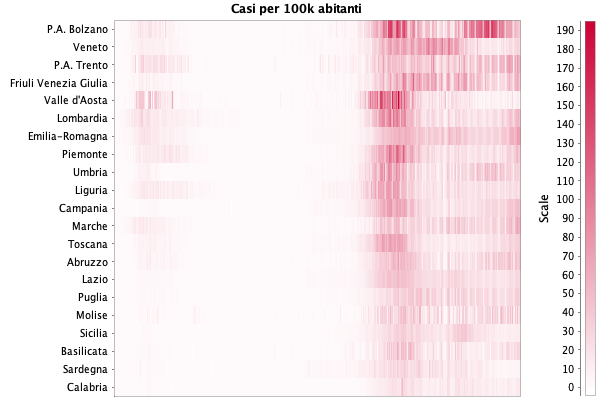 Casi per 100k abitanti
P.A. Bolzano
Veneto
P.A. Trento
Friuli Venezia Giulia
Valle d'Aosta
Lombardia
Emilia-Romagna
Piemonte
Umbria
Liguria
Campania
Marche
Toscana
Abruzzo
Lazio
Puglia
Molise
Sicilia
Basilicata
Sardegna
Calabria
Scale
190
180
170
160
150
140
130
120
110
100
90
80
70
60
50
40
30
20
10
0